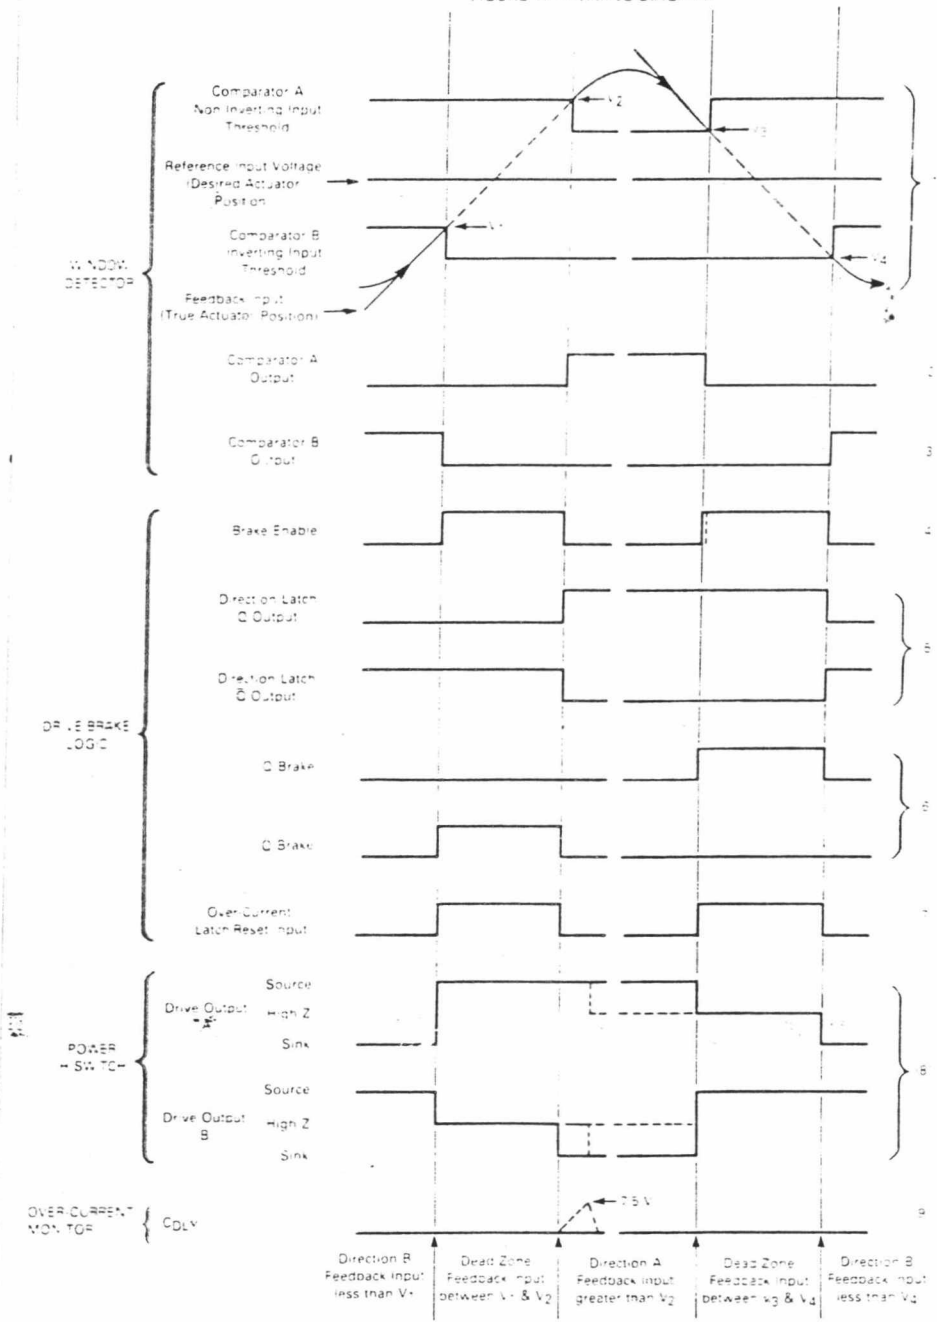 Comparator A
Non Inverting Input
Threshold
V2
V3
Reference Input Voltage
(Desired Actuator
Position
Comparator B
Inverting Input
Threshold
V4
WINDOW
DETECTOR
Feedback Input
(True Actuator Position)
Comparator A
Output
Comparator B
Output
3
Brake Enable
4
Direction Latch
Q Output
Direction Latch
Q̅ Output
DRIVE BRAKE
LOGIC
Q Brake
6
Q Brake
Over-Current
Latch Reset Input
7
Source
Drive Output
High Z
Sink
POWER
H SWITCH
8
Source
Drive Output
B
High Z
Sink
7.5 V
OVER-CURRENT
MONITOR
CDLY
9
Direction B
Feedback Input
less than V1
Dead Zone
Feedback Input
between V1 & V2
Direction A
Feedback Input
greater than V2
Dead Zone
Feedback Input
between V3 & V4
Direction B
Feedback Input
less than V4